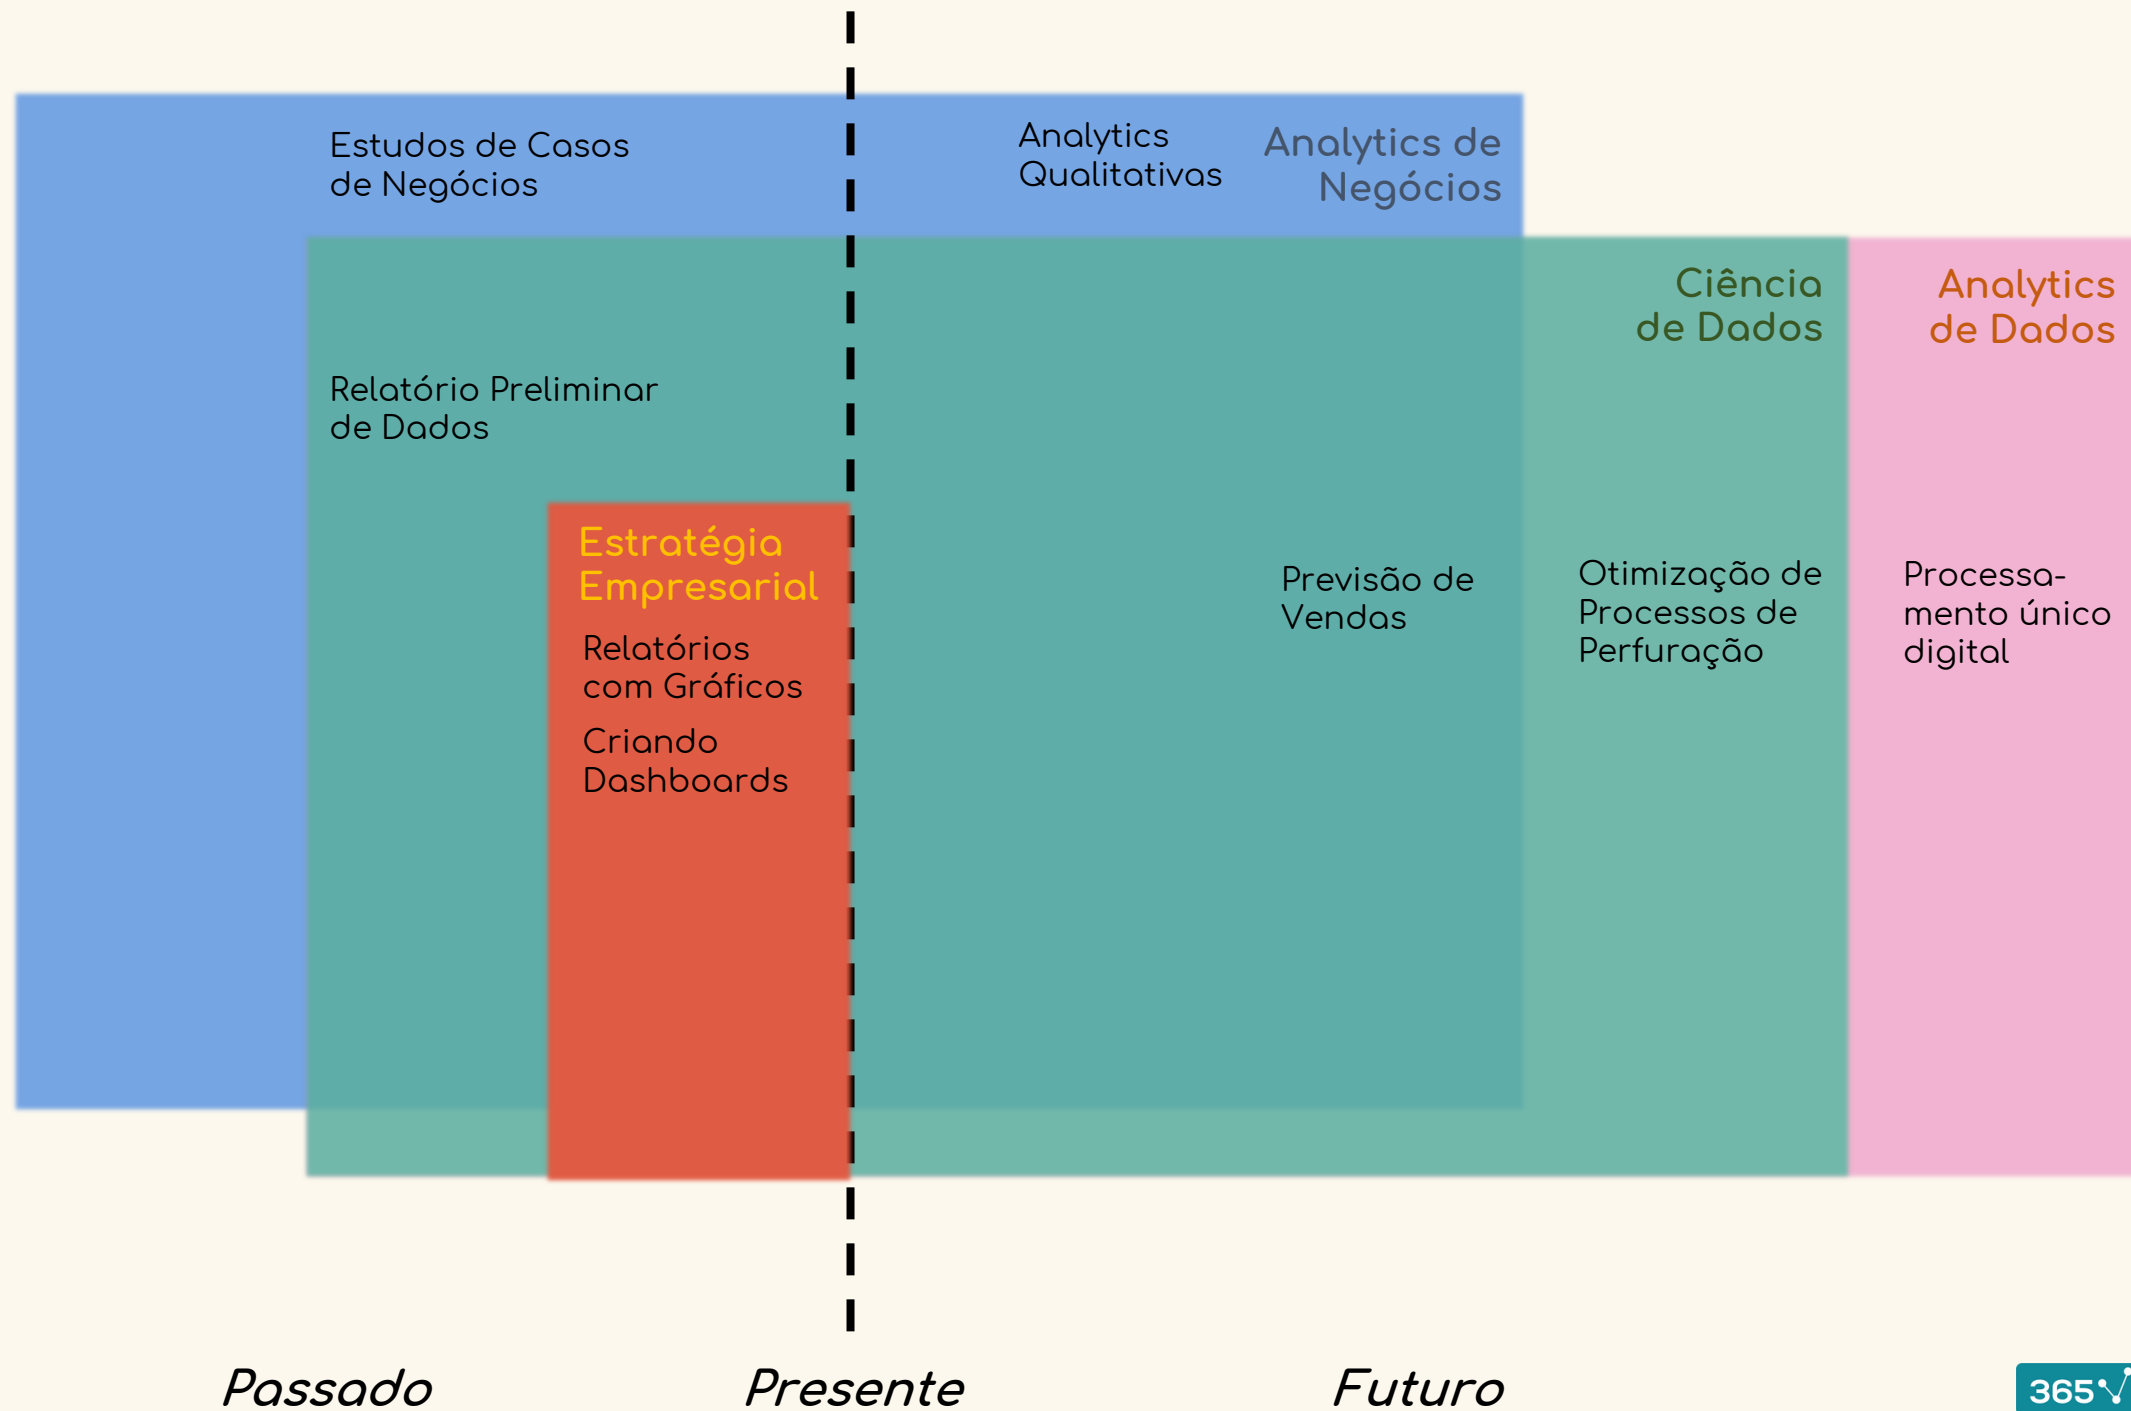 Estudos de Casos
de Negócios
Analytics
Qualitativas
Analytics de
Negócios
Ciência
de Dados
Analytics
de Dados
Relatório Preliminar
de Dados
Estratégia
Empresarial
Relatórios
com Gráficos
Criando
Dashboards
Previsão de
Vendas
Otimização de
Processos de
Perfuração
Processa-
mento único
digital
Passado
Presente
Futuro
365